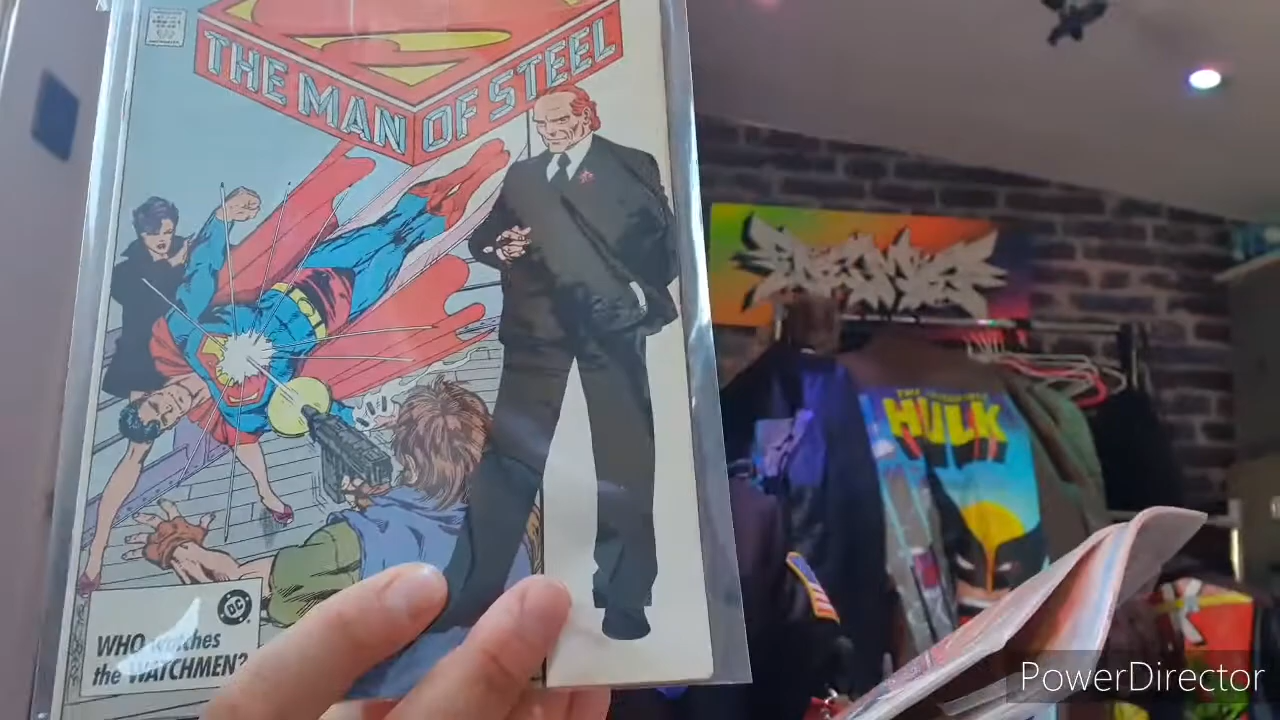 THE MAN OF STEEL
DC
WHO watches
the WATCHMEN?
HULK
PowerDirector